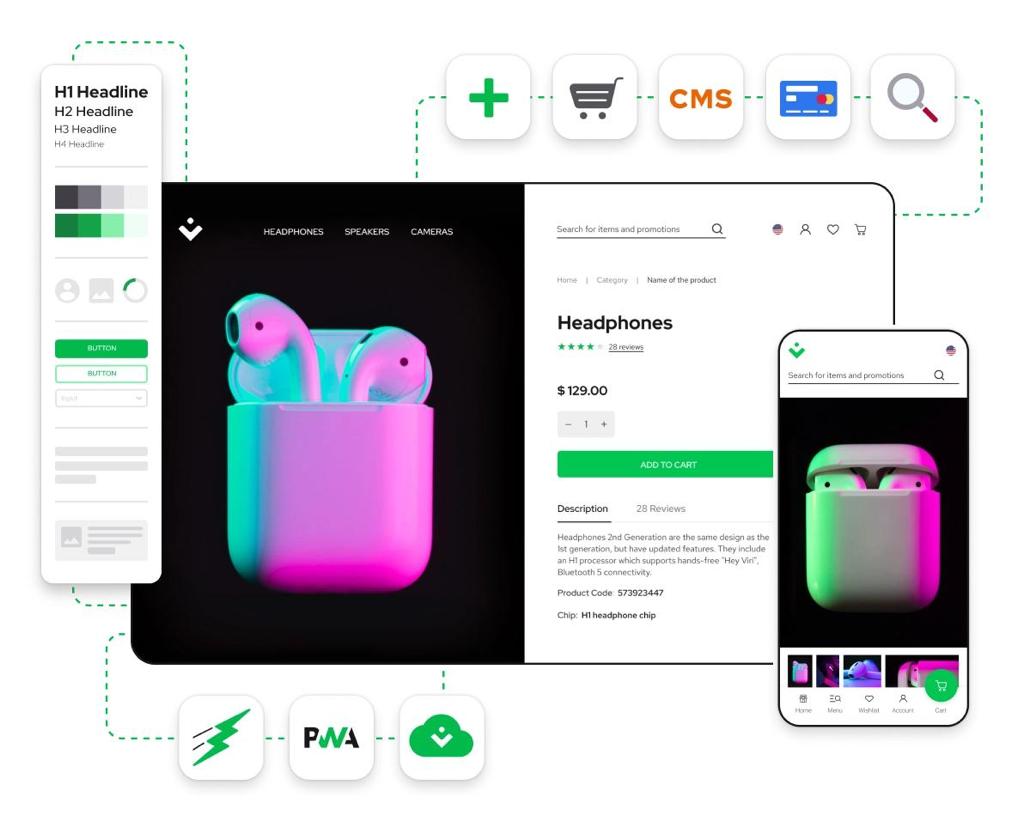 H1 Headline
H2 Headline
H3 Headline
H4 Headline
BUTTON
BUTTON
Input
CMS
HEADPHONES SPEAKERS CAMERAS
Search for items and promotions
Home | Category | Name of the product
Headphones
28 reviews
$ 129.00
− 1 +
ADD TO CART
Description 28 Reviews
Headphones 2nd Generation are the same design as the
1st generation, but have updated features. They include
an H1 processor which supports hands-free "Hey Viri",
Bluetooth 5 connectivity.
Product Code: 573923447
Chip: H1 headphone chip
Search for items and promotions
Home Menu Wishlist Account Cart
PWA